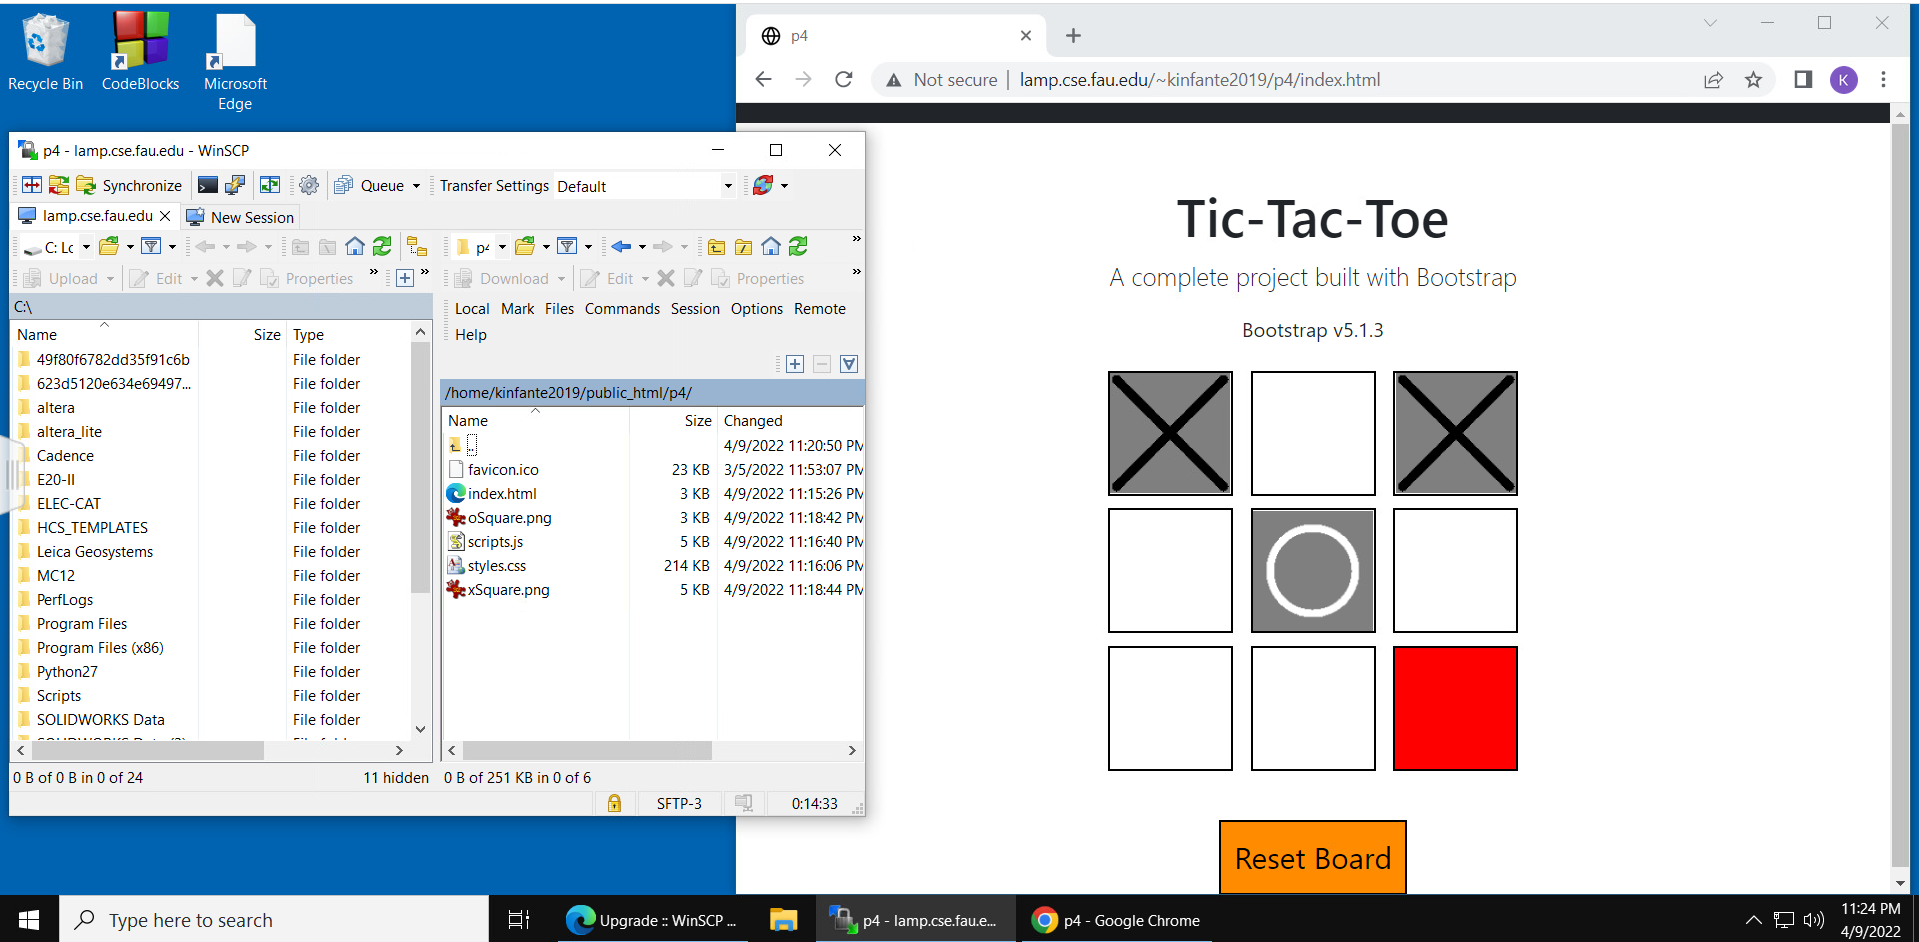 Recycle Bin
CodeBlocks
Microsoft
Edge
p4 - lamp.cse.fau.edu - WinSCP
Synchronize
Queue
Transfer Settings
Default
lamp.cse.fau.edu
New Session
C: Lo
p4
Upload
Edit
Properties
Download
Edit
Properties
C:\
Local Mark Files Commands Session Options Remote
Help
Name Size Type
49f80f6782dd35f91c6b File folder
623d5120e634e69497... File folder
altera File folder
altera_lite File folder
Cadence File folder
E20-II File folder
ELEC-CAT File folder
HCS_TEMPLATES File folder
Leica Geosystems File folder
MC12 File folder
PerfLogs File folder
Program Files File folder
Program Files (x86) File folder
Python27 File folder
Scripts File folder
SOLIDWORKS Data File folder
/home/kinfante2019/public_html/p4/
Name Size Changed
.. 4/9/2022 11:20:50 PM
favicon.ico 23 KB 3/5/2022 11:53:07 PM
index.html 3 KB 4/9/2022 11:15:26 PM
oSquare.png 3 KB 4/9/2022 11:18:42 PM
scripts.js 5 KB 4/9/2022 11:16:40 PM
styles.css 214 KB 4/9/2022 11:16:06 PM
xSquare.png 5 KB 4/9/2022 11:18:44 PM
0 B of 0 B in 0 of 24 11 hidden
0 B of 251 KB in 0 of 6
SFTP-3 0:14:33
p4
Not secure lamp.cse.fau.edu/~kinfante2019/p4/index.html
K
Tic-Tac-Toe
A complete project built with Bootstrap
Bootstrap v5.1.3
Reset Board
Type here to search
Upgrade :: WinSCP ...
p4 - lamp.cse.fau.e...
p4 - Google Chrome
11:24 PM
4/9/2022